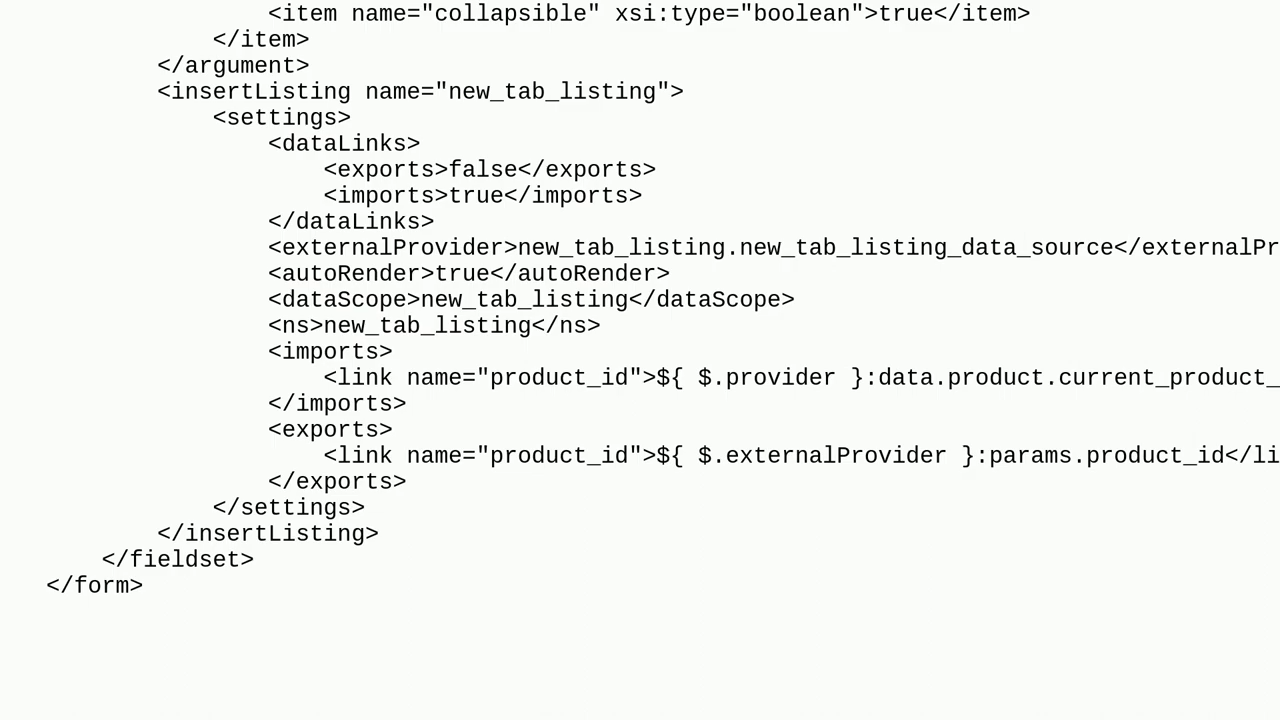 <item name="collapsible" xsi:type="boolean">true</item>
</item>
</argument>
<insertListing name="new_tab_listing">
<settings>
<dataLinks>
<exports>false</exports>
<imports>true</imports>
</dataLinks>
<externalProvider>new_tab_listing.new_tab_listing_data_source</externalPr
<autoRender>true</autoRender>
<dataScope>new_tab_listing</dataScope>
<ns>new_tab_listing</ns>
<imports>
<link name="product_id">${ $.provider }:data.product.current_product_
</imports>
<exports>
<link name="product_id">${ $.externalProvider }:params.product_id</li
</exports>
</settings>
</insertListing>
</fieldset>
</form>